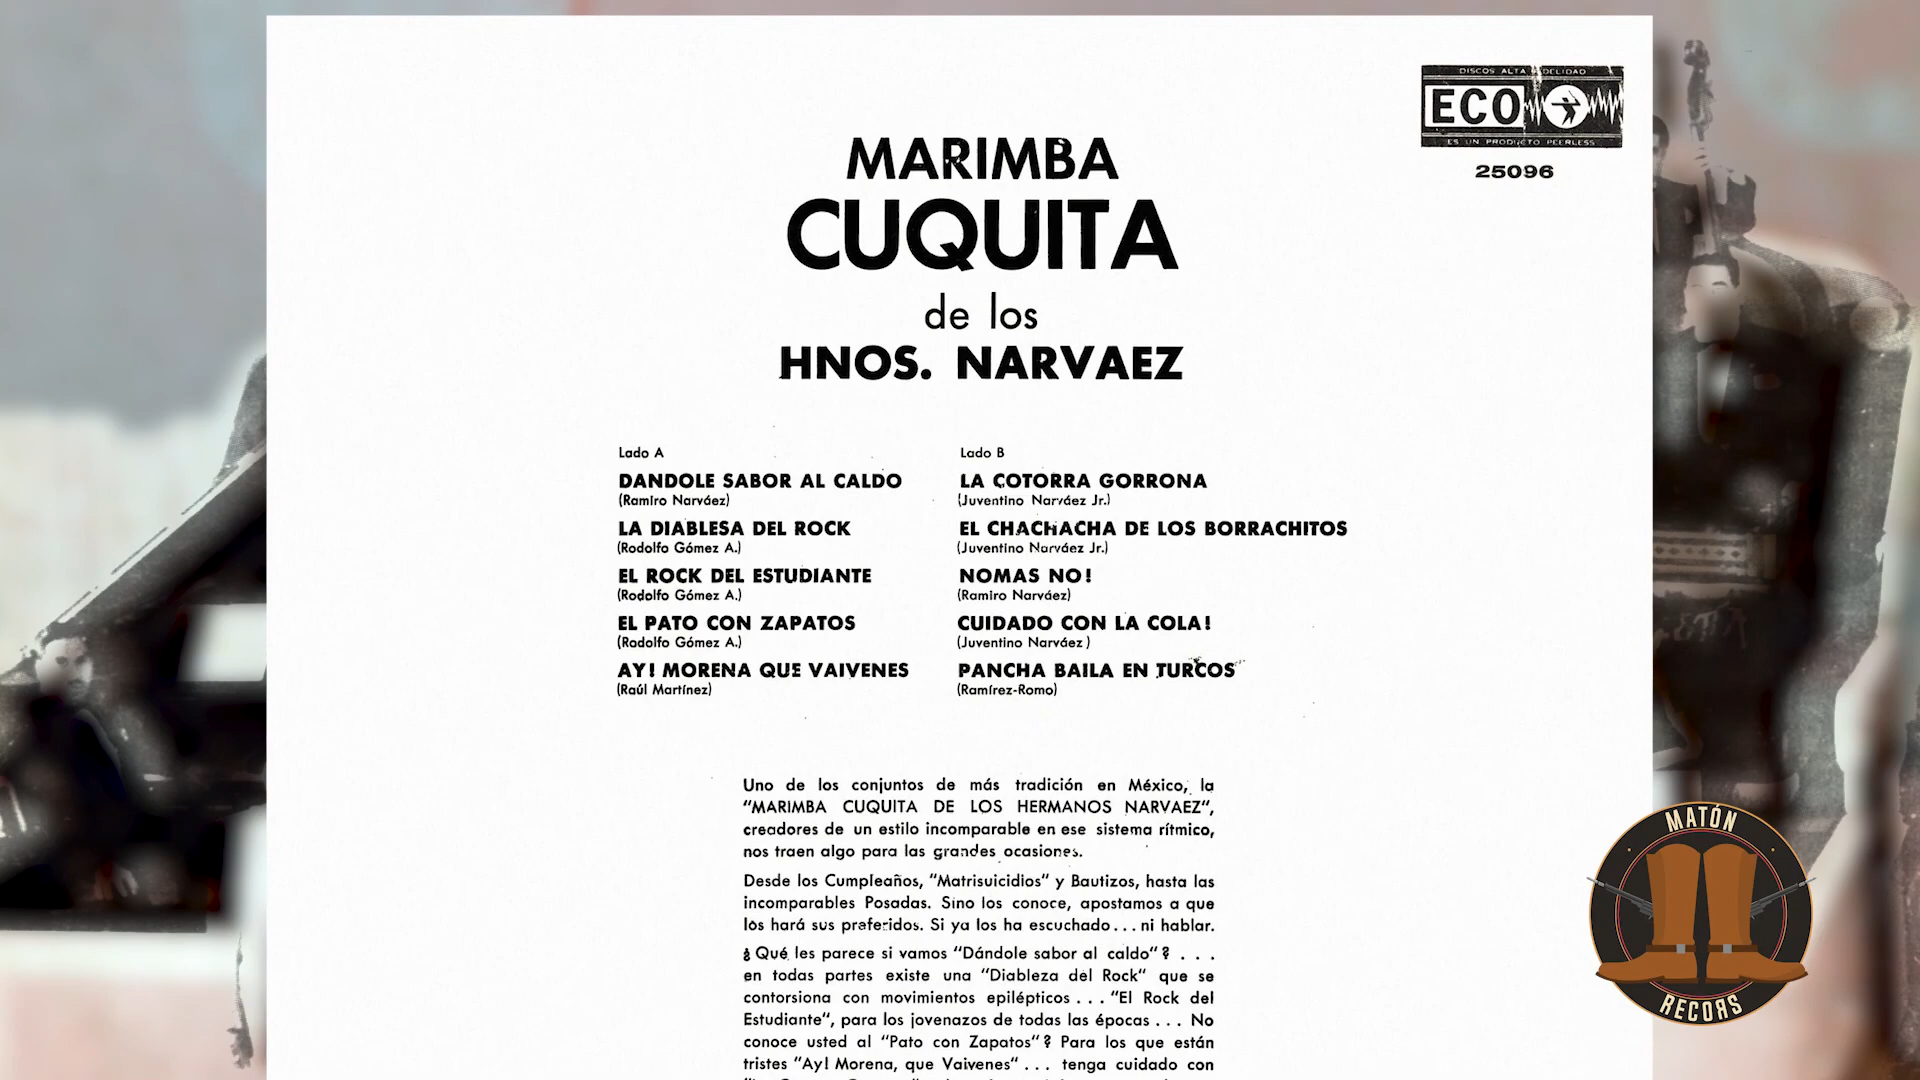 DISCOS ALTA FIDELIDAD
ECO
ES UN PRODUCTO PEERLESS
25096
MARIMBA
CUQUITA
de los
HNOS. NARVAEZ
Lado A
DANDOLE SABOR AL CALDO
(Ramiro Narváez)
LA DIABLESA DEL ROCK
(Rodolfo Gómez A.)
EL ROCK DEL ESTUDIANTE
(Rodolfo Gómez A.)
EL PATO CON ZAPATOS
(Rodolfo Gómez A.)
AY! MORENA QUE VAIVENES
(Raúl Martínez)
Lado B
LA COTORRA GORRONA
(Juventino Narváez Jr.)
EL CHACHACHA DE LOS BORRACHITOS
(Juventino Narváez Jr.)
NOMAS NO!
(Ramiro Narváez)
CUIDADO CON LA COLA!
(Juventino Narváez)
PANCHA BAILA EN TURCOS
(Ramírez-Romo)
Uno de los conjuntos de más tradición en México, la
"MARIMBA CUQUITA DE LOS HERMANOS NARVAEZ",
creadores de un estilo incomparable en ese sistema rítmico,
nos traen algo para las grandes ocasiones.
Desde los Cumpleaños, "Matrisuicidios" y Bautizos, hasta las
incomparables Posadas. Sino los conoce, apostamos a que
los hará sus preferidos. Si ya los ha escuchado... ni hablar.
¿Qué les parece si vamos "Dándole sabor al caldo"? ...
en todas partes existe una "Diableza del Rock" que se
contorsiona con movimientos epilépticos... "El Rock del
Estudiante", para los jovenazos de todas las épocas... No
conoce usted al "Pato con Zapatos"? Para los que están
tristes "Ay! Morena, que Vaivenes"... tenga cuidado con
MATÓN
RECORS